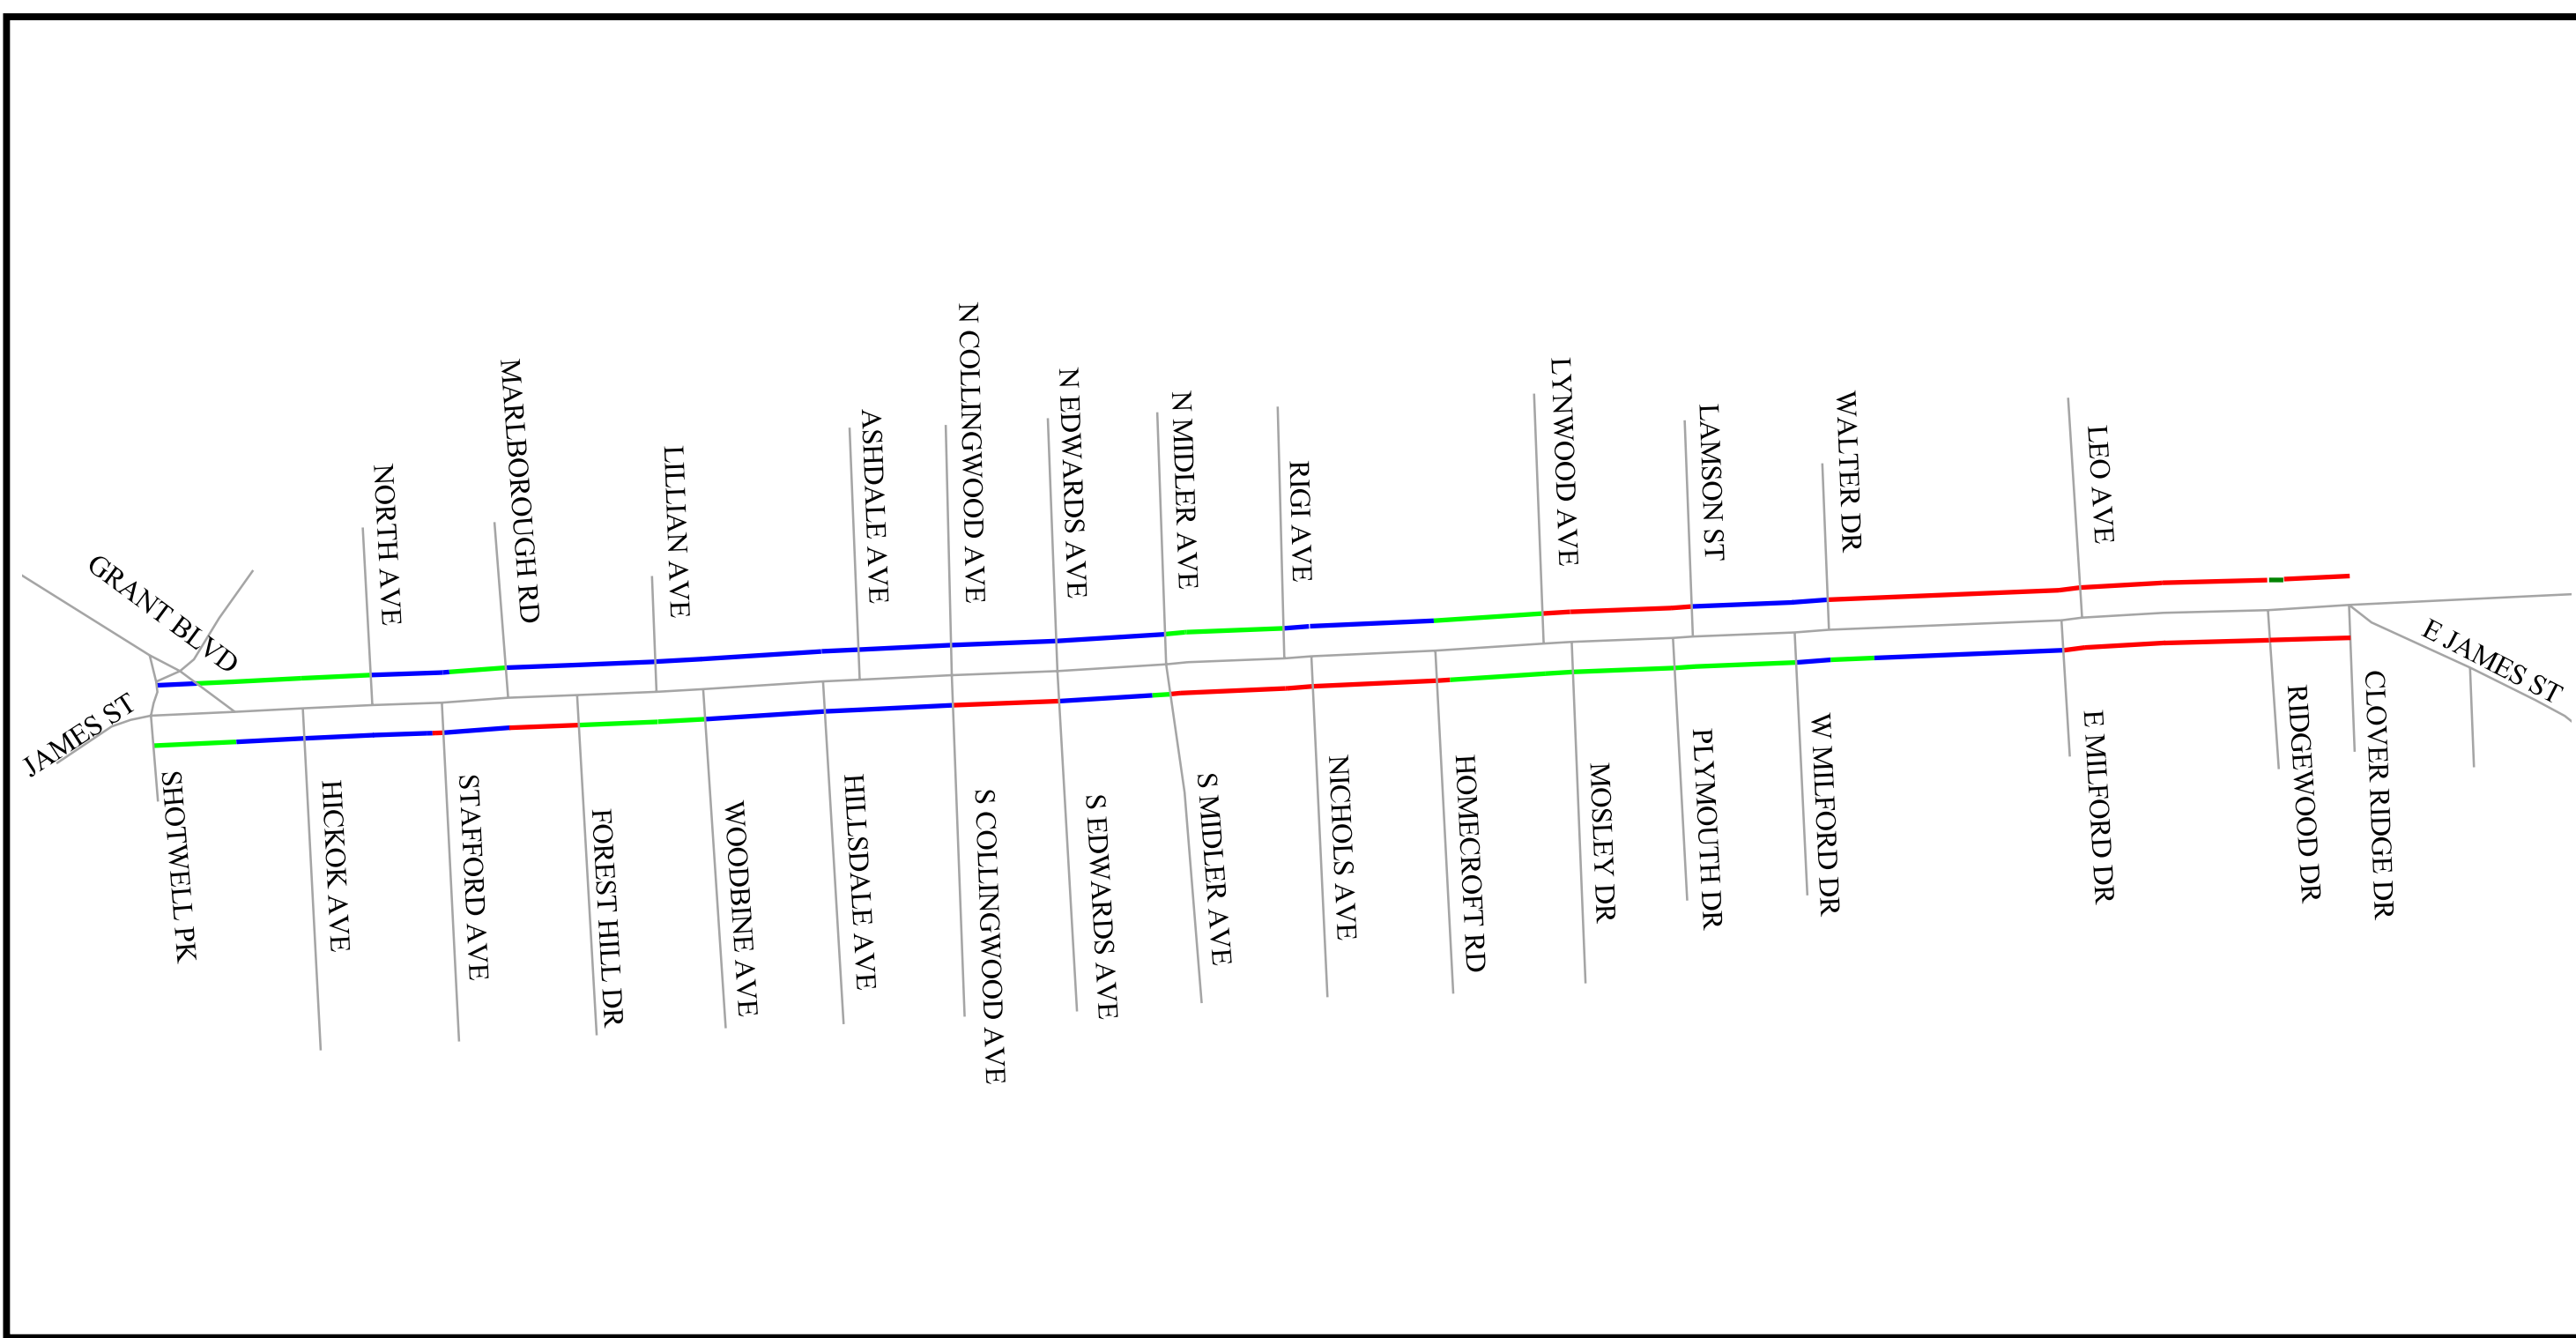 GRANT BLVD
JAMES ST
NORTH AVE
MARLBOROUGH RD
LILLIAN AVE
ASHDALE AVE
N COLLINGWOOD AVE
N EDWARDS AVE
N MIDLER AVE
RIGI AVE
LYNWOOD AVE
LAMSON ST
WALTER DR
LEO AVE
E JAMES ST
SHOTWELL PK
HICKOK AVE
STAFFORD AVE
FOREST HILL DR
WOODBINE AVE
HILLSDALE AVE
S COLLINGWOOD AVE
S EDWARDS AVE
S MIDLER AVE
NICHOLS AVE
HOMECROFT RD
MOSLEY DR
PLYMOUTH DR
W MILFORD DR
E MILFORD DR
RIDGEWOOD DR
CLOVER RIDGE DR